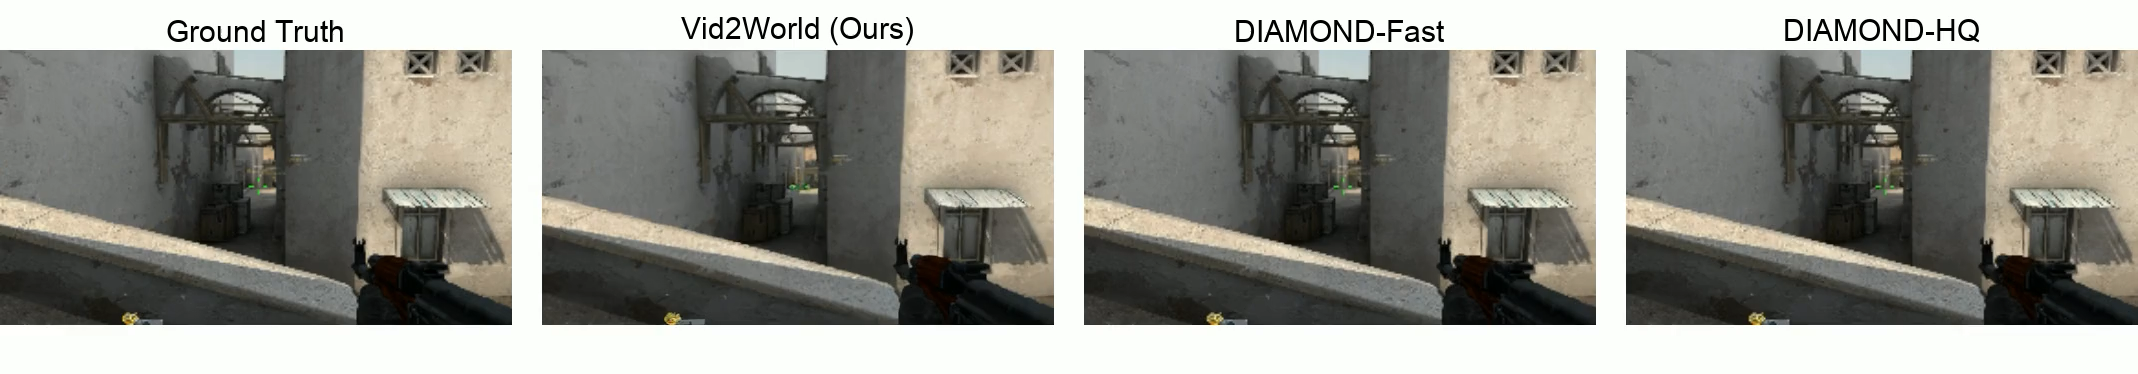 Ground Truth
Vid2World (Ours)
DIAMOND-Fast
DIAMOND-HQ